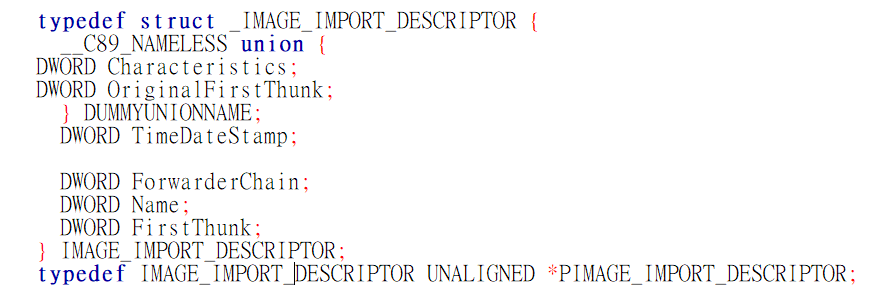 typedef struct _IMAGE_IMPORT_DESCRIPTOR {
__C89_NAMELESS union {
DWORD Characteristics;
DWORD OriginalFirstThunk;
} DUMMYUNIONNAME;
DWORD TimeDateStamp;
DWORD ForwarderChain;
DWORD Name;
DWORD FirstThunk;
} IMAGE_IMPORT_DESCRIPTOR;
typedef IMAGE_IMPORT_DESCRIPTOR UNALIGNED *PIMAGE_IMPORT_DESCRIPTOR;